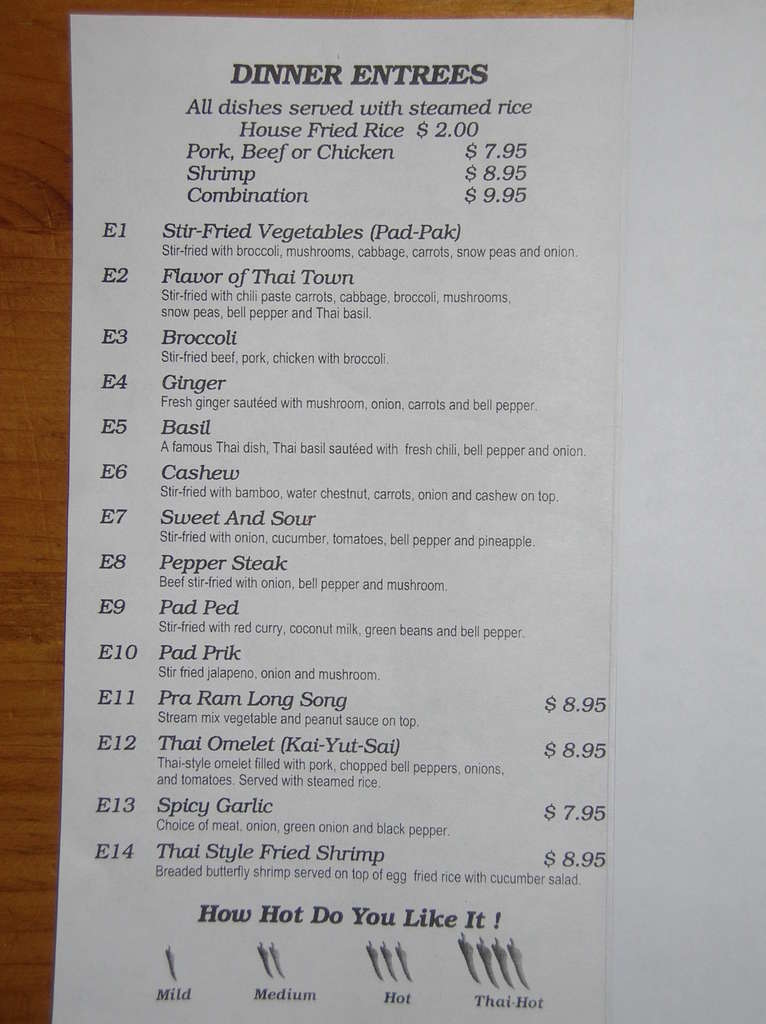 DINNER ENTREES
All dishes served with steamed rice
House Fried Rice $ 2.00
Pork, Beef or Chicken $ 7.95
Shrimp $ 8.95
Combination $ 9.95
E1 Stir-Fried Vegetables (Pad-Pak)
Stir-fried with broccoli, mushrooms, cabbage, carrots, snow peas and onion.
E2 Flavor of Thai Town
Stir-fried with chili paste carrots, cabbage, broccoli, mushrooms,
snow peas, bell pepper and Thai basil.
E3 Broccoli
Stir-fried beef, pork, chicken with broccoli.
E4 Ginger
Fresh ginger sautéed with mushroom, onion, carrots and bell pepper.
E5 Basil
A famous Thai dish, Thai basil sautéed with fresh chili, bell pepper and onion.
E6 Cashew
Stir-fried with bamboo, water chestnut, carrots, onion and cashew on top.
E7 Sweet And Sour
Stir-fried with onion, cucumber, tomatoes, bell pepper and pineapple.
E8 Pepper Steak
Beef stir-fried with onion, bell pepper and mushroom.
E9 Pad Ped
Stir-fried with red curry, coconut milk, green beans and bell pepper.
E10 Pad Prik
Stir fried jalapeno, onion and mushroom.
E11 Pra Ram Long Song $ 8.95
Stream mix vegetable and peanut sauce on top.
E12 Thai Omelet (Kai-Yut-Sai) $ 8.95
Thai-style omelet filled with pork, chopped bell peppers, onions,
and tomatoes. Served with steamed rice.
E13 Spicy Garlic $ 7.95
Choice of meat, onion, green onion and black pepper.
E14 Thai Style Fried Shrimp $ 8.95
Breaded butterfly shrimp served on top of egg fried rice with cucumber salad.
How Hot Do You Like It !
Mild Medium Hot Thai-Hot